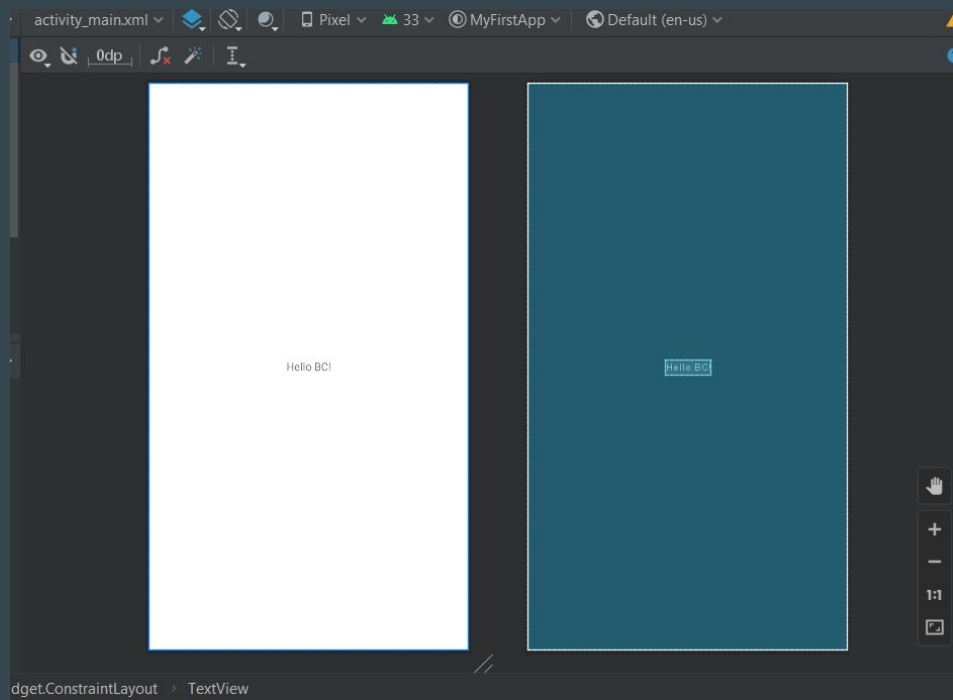 activity_main.xml Pixel 33 MyFirstApp Default (en-us)
0dp
Hello BC!
Hello BC!
1:1
dget.ConstraintLayout › TextView